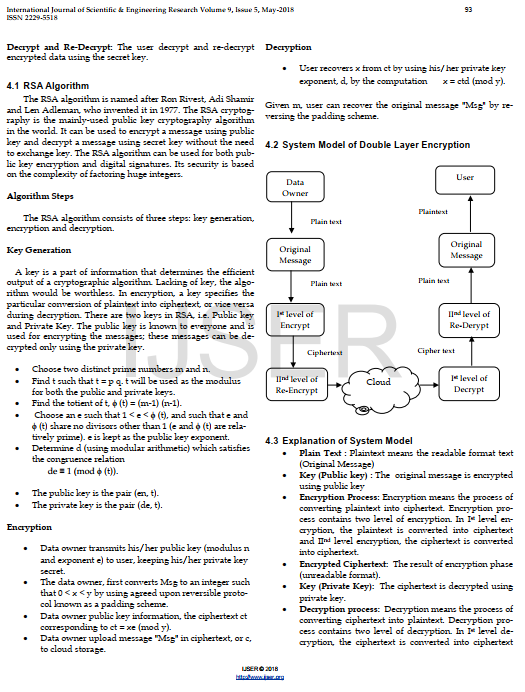 International Journal of Scientific & Engineering Research Volume 9, Issue 5, May-2018 93
ISSN 2229-5518
Decrypt and Re-Decrypt: The user decrypt and re-decrypt
encrypted data using the secret key.
4.1 RSA Algorithm
The RSA algorithm is named after Ron Rivest, Adi Shamir
and Len Adleman, who invented it in 1977. The RSA cryptog-
raphy is the mainly-used public key cryptography algorithm
in the world. It can be used to encrypt a message using public
key and decrypt a message using secret key without the need
to exchange key. The RSA algorithm can be used for both pub-
lic key encryption and digital signatures. Its security is based
on the complexity of factoring huge integers.
Algorithm Steps
The RSA algorithm consists of three steps: key generation,
encryption and decryption.
Key Generation
A key is a part of information that determines the efficient
output of a cryptographic algorithm. Lacking of key, the algo-
rithm would be worthless. In encryption, a key specifies the
particular conversion of plaintext into ciphertext, or vice versa
during decryption. There are two keys in RSA, i.e. Public key
and Private Key. The public key is known to everyone and is
used for encrypting the messages; these messages can be de-
crypted only using the private key.
• Choose two distinct prime numbers m and n.
• Find t such that t = p q. t will be used as the modulus
for both the public and private keys.
• Find the totient of t, ϕ (t) = (m-1) (n-1).
• Choose an e such that 1 < e < ϕ (t), and such that e and
ϕ (t) share no divisors other than 1 (e and ϕ (t) are rela-
tively prime). e is kept as the public key exponent.
• Determine d (using modular arithmetic) which satisfies
the congruence relation
de ≡ 1 (mod ϕ (t)).
• The public key is the pair (en, t).
• The private key is the pair (de, t).
Encryption
• Data owner transmits his/her public key (modulus n
and exponent e) to user, keeping his/her private key
secret.
• The data owner, first converts Msg to an integer such
that 0 < x < y by using agreed upon reversible proto-
col known as a padding scheme.
• Data owner public key information, the ciphertext ct
corresponding to ct = xe (mod y).
• Data owner upload message "Msg" in ciphertext, or c,
to cloud storage.
Decryption
• User recovers x from ct by using his/her private key
exponent, d, by the computation x = ctd (mod y).
Given m, user can recover the original message "Msg" by re-
versing the padding scheme.
4.2 System Model of Double Layer Encryption
Data
Owner
User
Plain text
Plaintext
Original
Message
Original
Message
Plain text
Plain text
Ist level of
Encrypt
IInd level of
Re-Derypt
Ciphertext
Cipher text
IInd level of
Re-Encrypt
Cloud
Ist level of
Decrypt
4.3 Explanation of System Model
• Plain Text : Plaintext means the readable format text
(Original Message)
• Key (Public key) : The original message is encrypted
using public key
• Encryption Process: Encryption means the process of
converting plaintext into ciphertext. Encryption pro-
cess contains two level of encryption. In Ist level en-
cryption, the plaintext is converted into ciphertext
and IInd level encryption, the ciphertext is converted
into ciphertext.
• Encrypted Ciphertext: The result of encryption phase
(unreadable format).
• Key (Private Key): The ciphertext is decrypted using
private key.
• Decryption process: Decryption means the process of
converting ciphertext into plaintext. Decryption pro-
cess contains two level of decryption. In Ist level de-
cryption, the ciphertext is converted into ciphertext
IJSER
IJSER © 2018
http://www.ijser.org